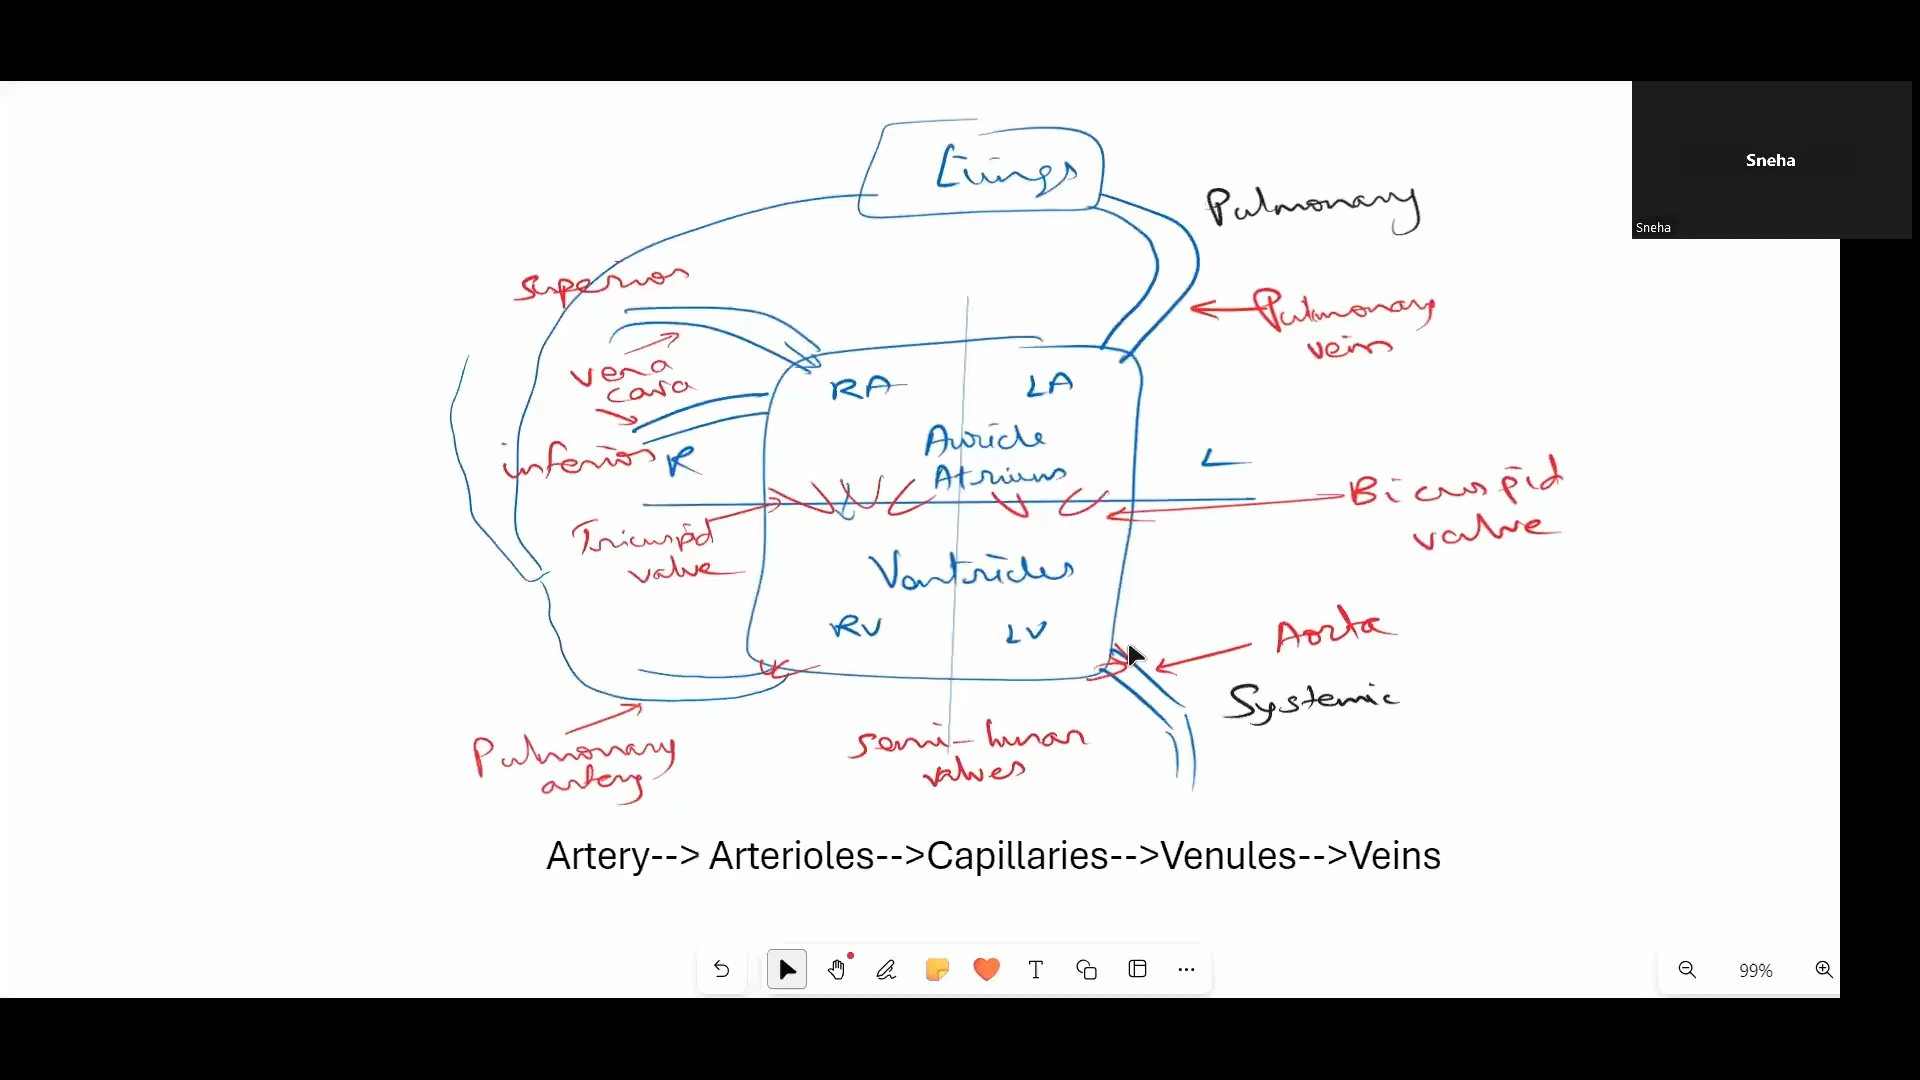 Lungs
Sneha
Sneha
Pulmonary
superior
Pulmonary
veins
vena
cava
RA
LA
Auricle
Atrium
inferior
R
L
Bicuspid
valve
Tricuspid
valve
Ventricles
RV
LV
Aorta
Systemic
Pulmonary
artery
semi-lunar
valves
Artery--> Arterioles-->Capillaries-->Venules-->Veins
T
99%